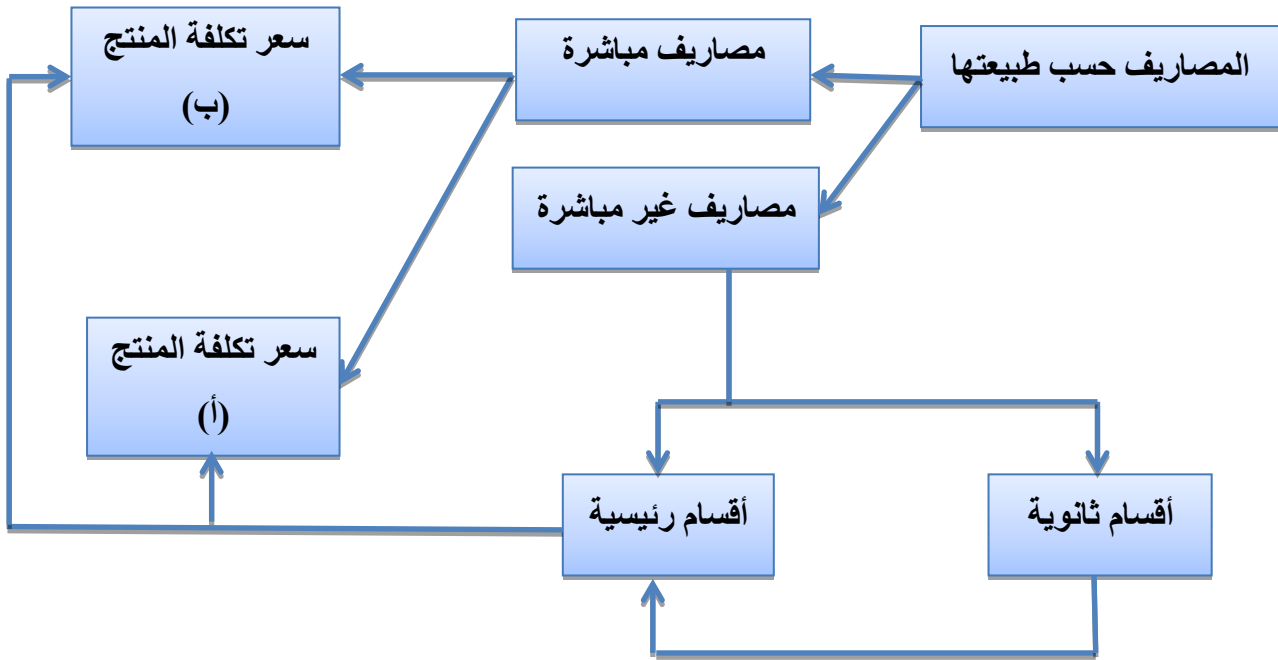 المصاريف حسب طبيعتها
مصاريف مباشرة
سعر تكلفة المنتج
(ب)
مصاريف غير مباشرة
سعر تكلفة المنتج
(أ)
أقسام ثانوية
أقسام رئيسية